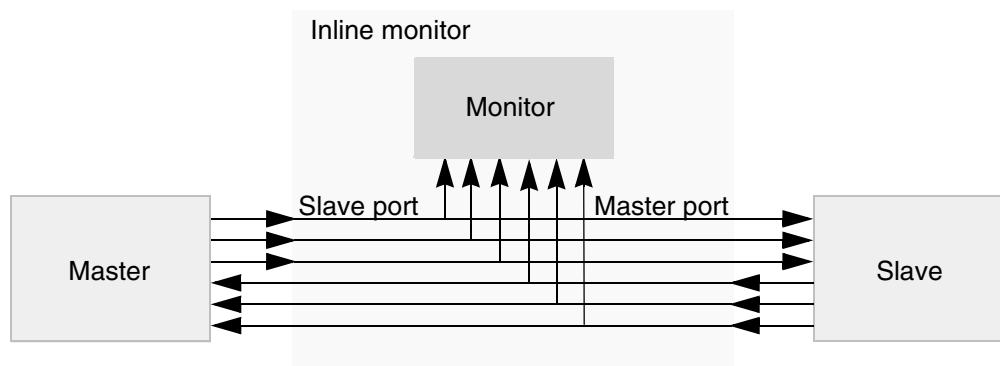 Inline monitor
Monitor
Slave port
Master port
Master
Slave